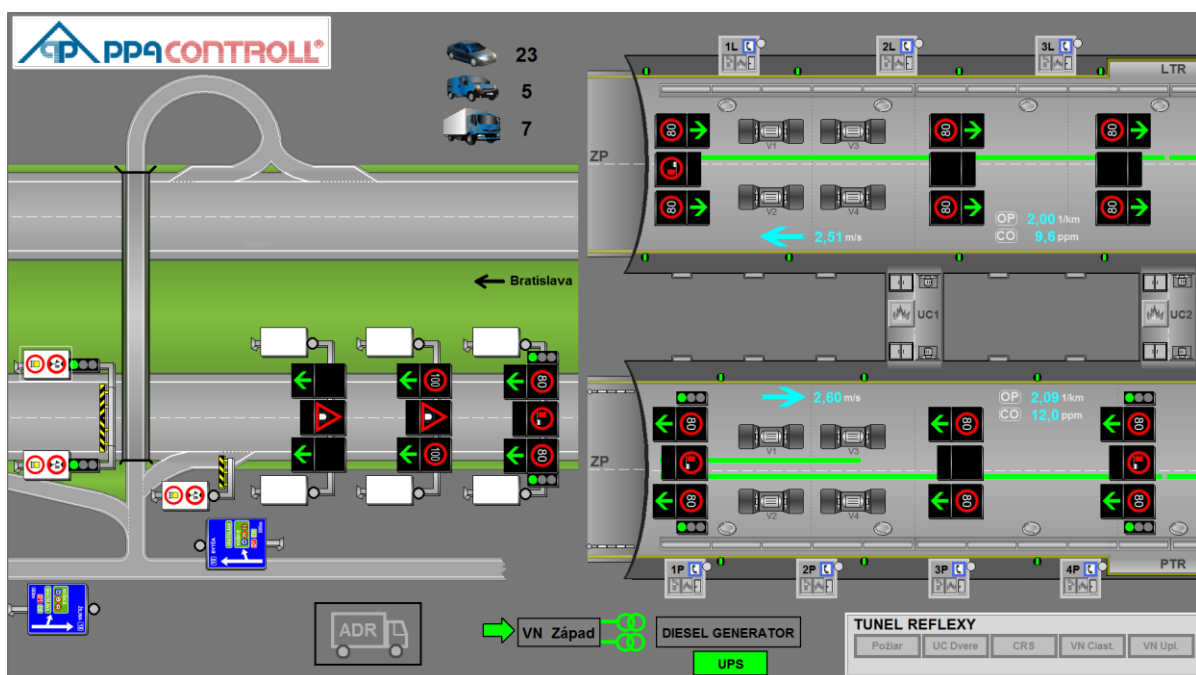 PPA CONTROLL®
23
5
7
1L
2L
3L
LTR
ZP
80
80
80
V1
V3
80
80
80
V2
V4
OP 2,00 1/km
CO 9,6 ppm
2,51 m/s
Bratislava
UC1
UC2
2,60 m/s
OP 2,09 1/km
CO 12,0 ppm
100
80
80
80
80
V1
V3
ZP
100
80
80
80
80
V2
V4
1P
2P
3P
4P
PTR
ADR
VN Západ
DIESEL GENERATOR
UPS
TUNEL REFLEXY
Požiar
UC Dvere
CRS
VN Ciast.
VN Upl.